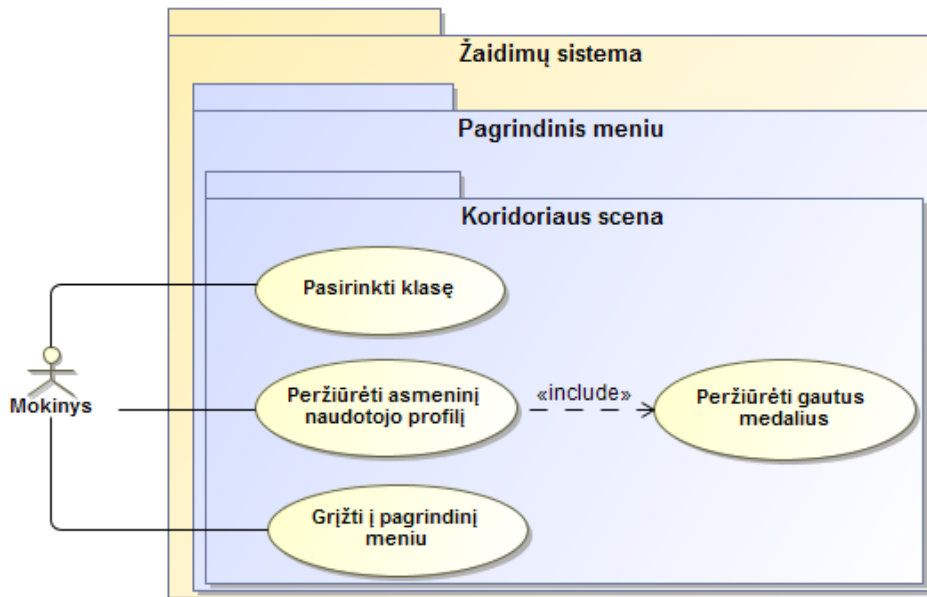 Žaidimų sistema
Pagrindinis meniu
Koridoriaus scena
Pasirinkti klasę
Mokinys
Peržiūrėti asmeninį
naudotojo profilį
«include»
Peržiūrėti gautus
medalius
Grįžti į pagrindinį
meniu